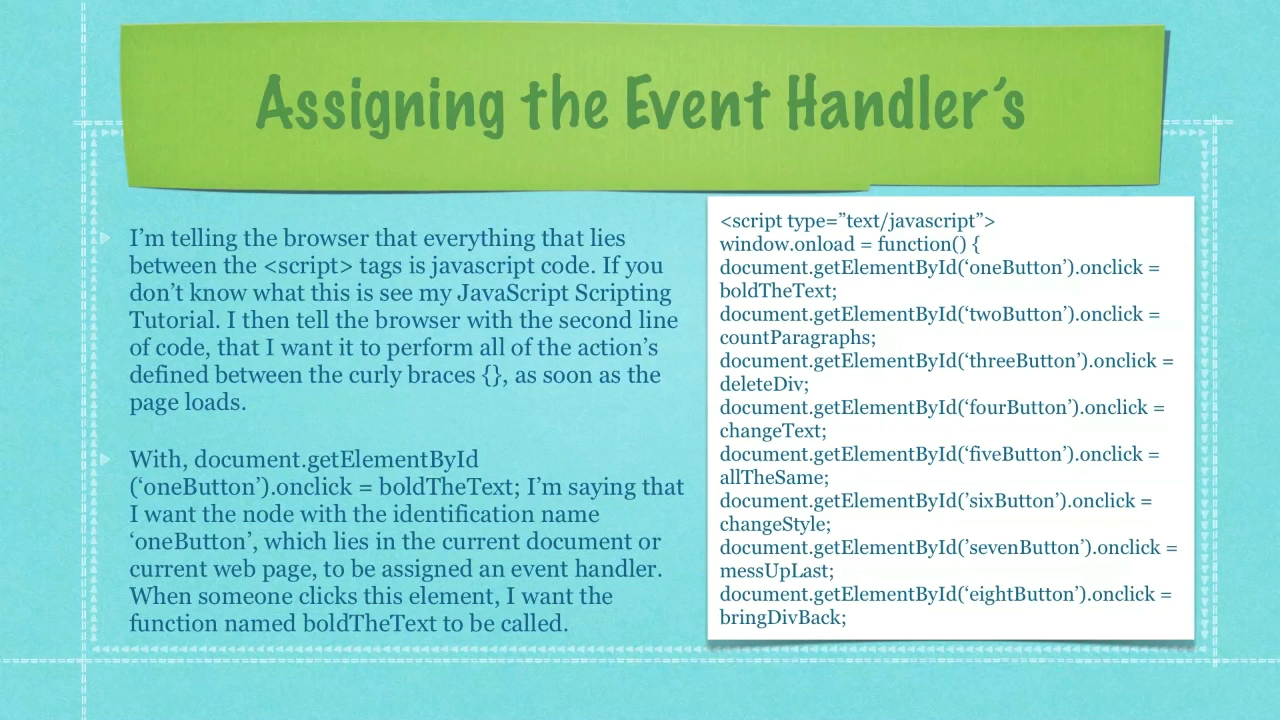 Assigning the Event Handler’s
I’m telling the browser that everything that lies
between the <script> tags is javascript code. If you
don’t know what this is see my JavaScript Scripting
Tutorial. I then tell the browser with the second line
of code, that I want it to perform all of the action’s
defined between the curly braces {}, as soon as the
page loads.
With, document.getElementById
(‘oneButton’).onclick = boldTheText; I’m saying that
I want the node with the identification name
‘oneButton’, which lies in the current document or
current web page, to be assigned an event handler.
When someone clicks this element, I want the
function named boldTheText to be called.
<script type=”text/javascript”>
window.onload = function() {
document.getElementById(‘oneButton’).onclick =
boldTheText;
document.getElementById(‘twoButton’).onclick =
countParagraphs;
document.getElementById(‘threeButton’).onclick =
deleteDiv;
document.getElementById(‘fourButton’).onclick =
changeText;
document.getElementById(‘fiveButton’).onclick =
allTheSame;
document.getElementById(’sixButton’).onclick =
changeStyle;
document.getElementById(’sevenButton’).onclick =
messUpLast;
document.getElementById(‘eightButton’).onclick =
bringDivBack;